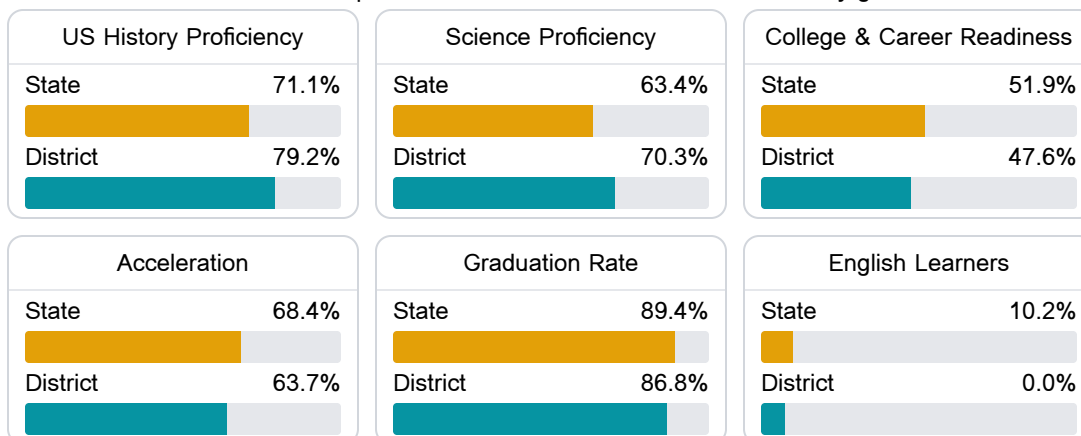 US History Proficiency
State 71.1%
District 79.2%
Science Proficiency
State 63.4%
District 70.3%
College & Career Readiness
State 51.9%
District 47.6%
Acceleration
State 68.4%
District 63.7%
Graduation Rate
State 89.4%
District 86.8%
English Learners
State 10.2%
District 0.0%